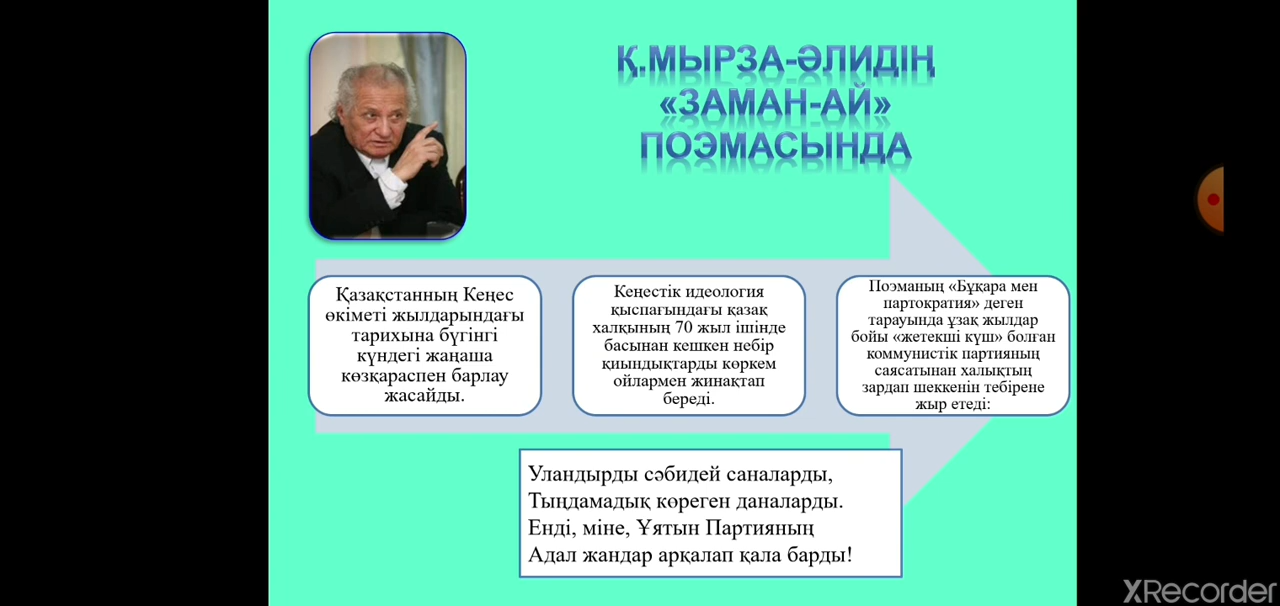 Қ.МЫРЗА-ӘЛИДІҢ
«ЗАМАН-АЙ»
ПОЭМАСЫНДА
Қазақстанның Кеңес
өкіметі жылдарындағы
тарихына бүгінгі
күндегі жаңаша
көзқараспен барлау
жасайды.
Кеңестік идеология
қыспағындағы қазақ
халқының 70 жыл ішінде
басынан кешкен небір
қиындықтарды көркем
ойлармен жинақтап
береді.
Поэманың «Бұқара мен
партократия» деген
тарауында ұзақ жылдар
бойы «жетекші күш» болған
коммунистік партияның
саясатынан халықтың
зардап шеккенін тебірене
жыр етеді:
Уландырды сәбидей саналарды,
Тыңдамадық көреген даналарды.
Енді, міне, Ұятын Партияның
Адал жандар арқалап қала барды!
XRecorder